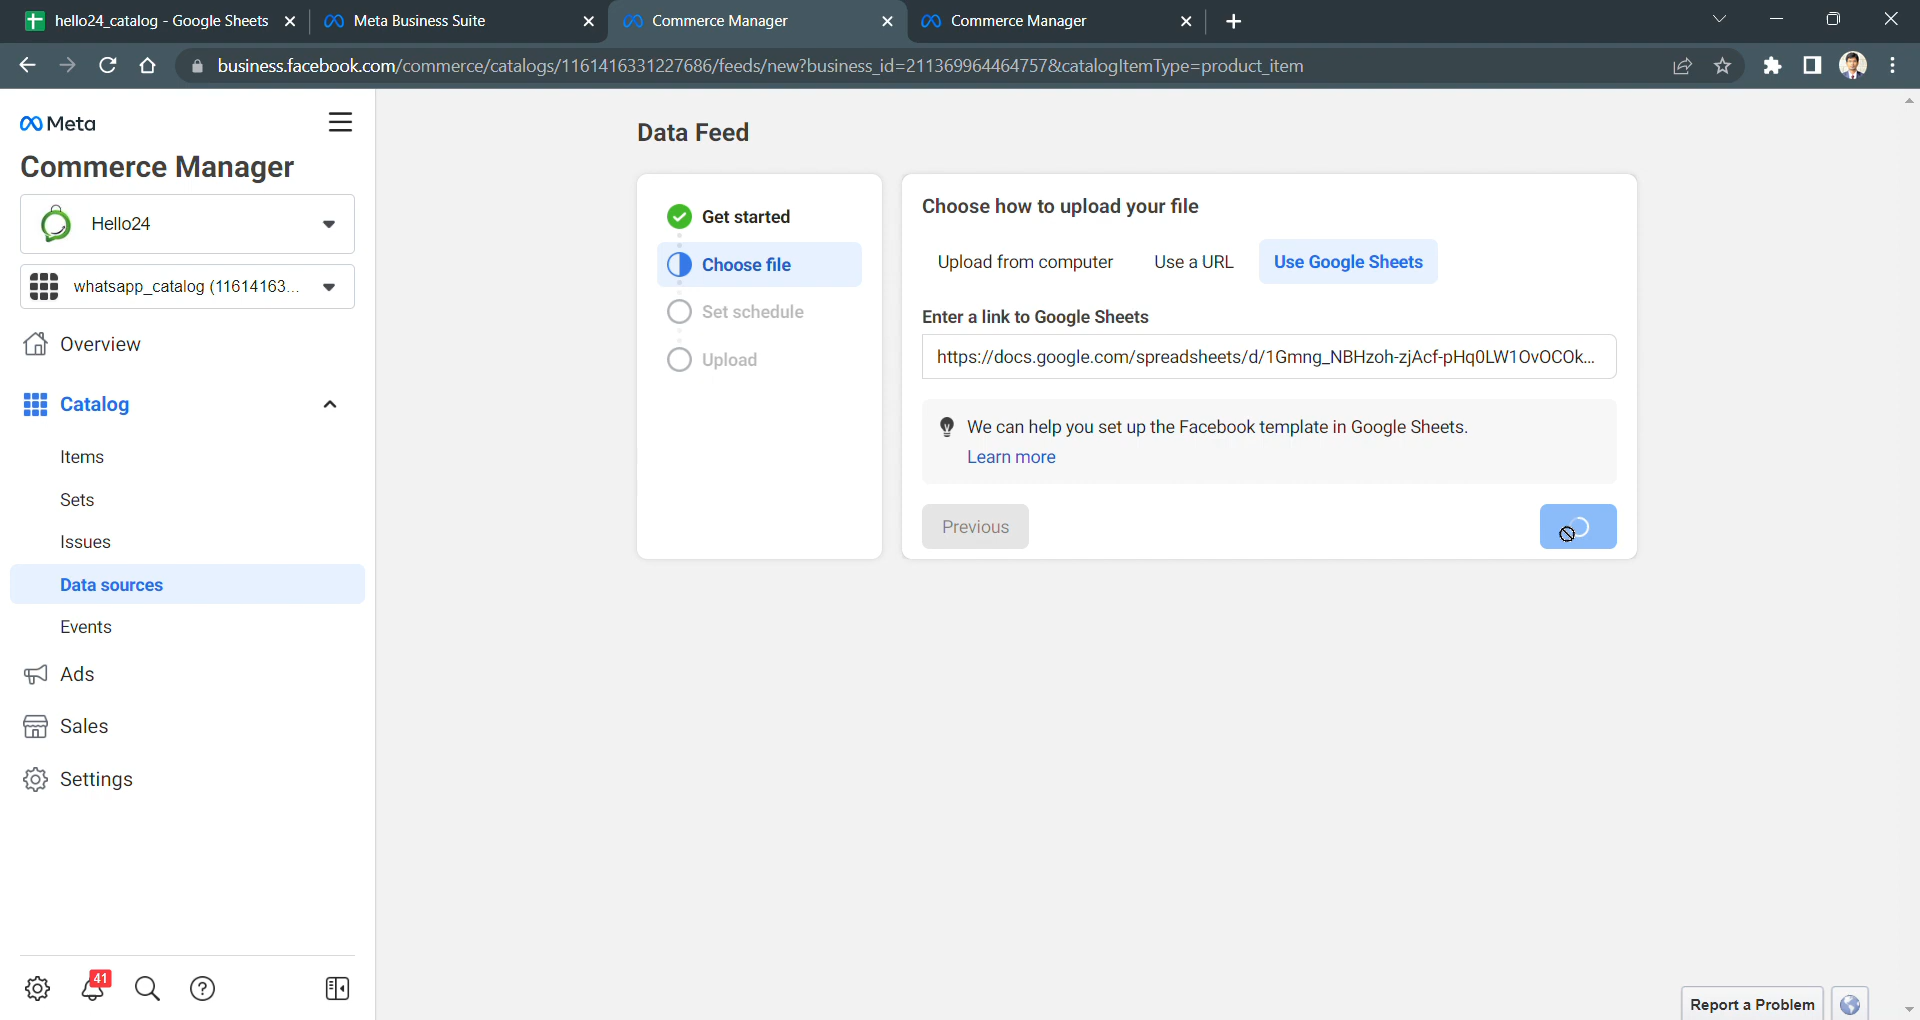 hello24_catalog - Google Sheets
Meta Business Suite
Commerce Manager
Commerce Manager
business.facebook.com/commerce/catalogs/1161416331227686/feeds/new?business_id=211369964464757&catalogItemType=product_item
Meta
Commerce Manager
Hello24
whatsapp_catalog (11614163...
Overview
Catalog
Items
Sets
Issues
Data sources
Events
Ads
Sales
Settings
41
Data Feed
Get started
Choose file
Set schedule
Upload
Choose how to upload your file
Upload from computer
Use a URL
Use Google Sheets
Enter a link to Google Sheets
https://docs.google.com/spreadsheets/d/1Gmng_NBHzoh-zjAcf-pHq0LW1OvOCOk...
We can help you set up the Facebook template in Google Sheets.
Learn more
Previous
Report a Problem